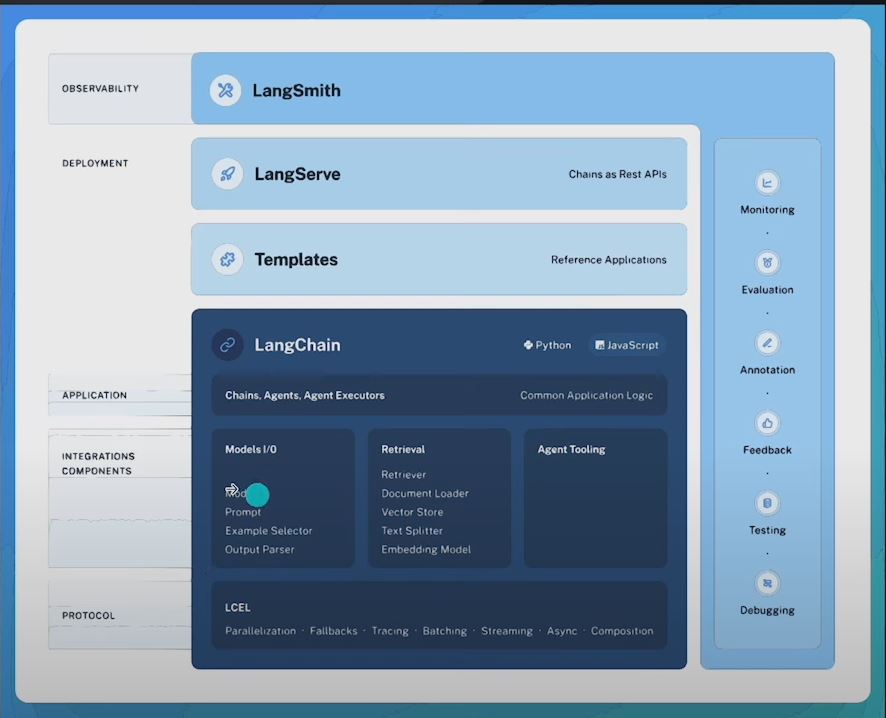 OBSERVABILITY
LangSmith
DEPLOYMENT
LangServe
Chains as Rest APIs
Templates
Reference Applications
LangChain
Python
JavaScript
APPLICATION
Chains, Agents, Agent Executors
Common Application Logic
INTEGRATIONS
COMPONENTS
Models I/O
Prompt
Example Selector
Output Parser
Retrieval
Retriever
Document Loader
Vector Store
Text Splitter
Embedding Model
Agent Tooling
PROTOCOL
LCEL
Parallelization · Fallbacks · Tracing · Batching · Streaming · Async · Composition
Monitoring
Evaluation
Annotation
Feedback
Testing
Debugging